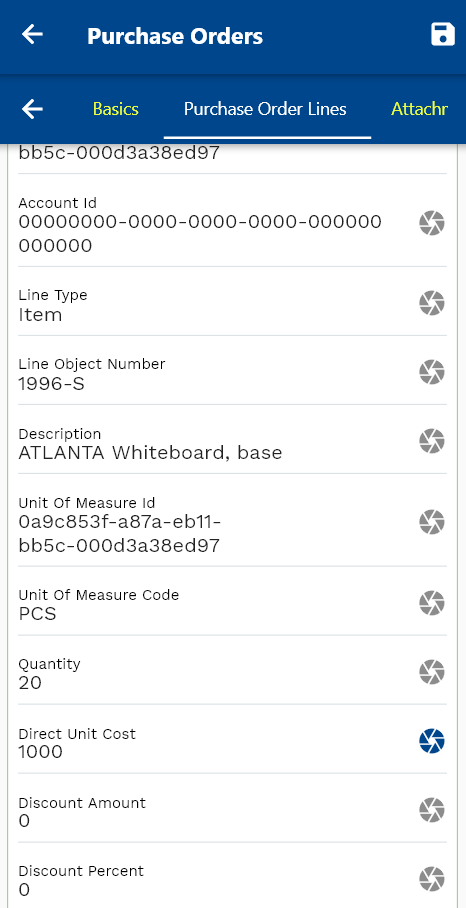 Purchase Orders
Basics
Purchase Order Lines
Attachr
bb5c-000d3a38ed97
Account Id
00000000-0000-0000-0000-000000
000000
Line Type
Item
Line Object Number
1996-S
Description
ATLANTA Whiteboard, base
Unit Of Measure Id
0a9c853f-a87a-eb11-
bb5c-000d3a38ed97
Unit Of Measure Code
PCS
Quantity
20
Direct Unit Cost
1000
Discount Amount
0
Discount Percent
0